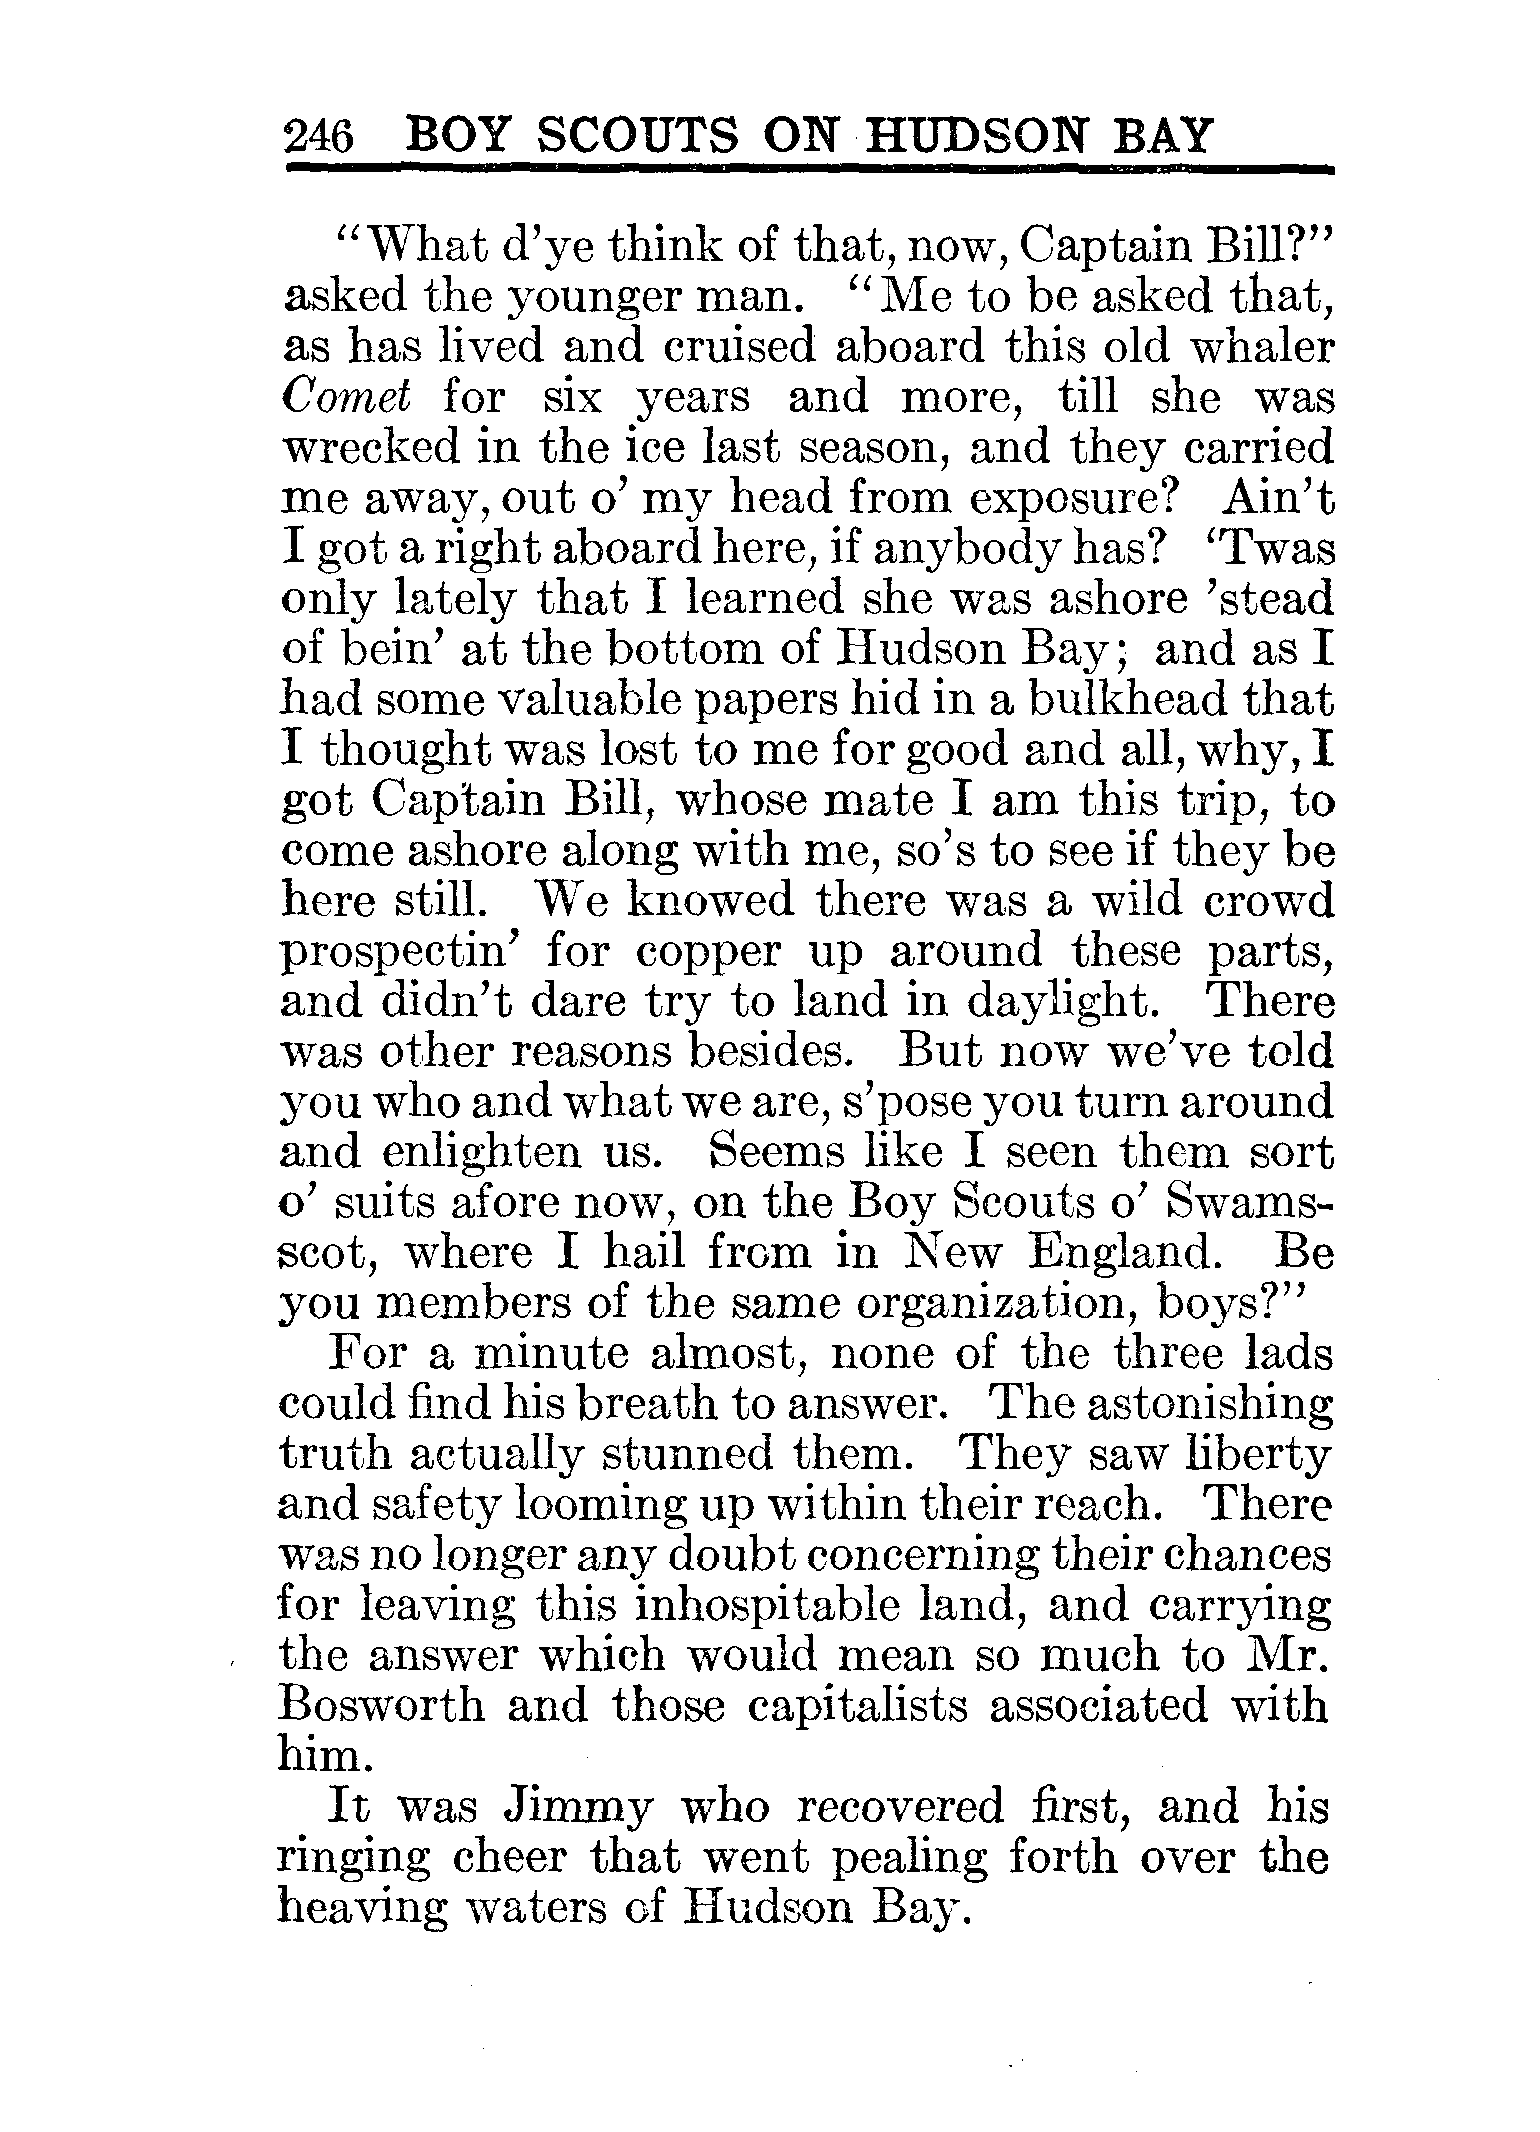 246 BOY SCOUTS ON HUDSON BAY
“What d’ye think of that, now, Captain Bill?”
asked the younger man. “Me to be asked that,
as has lived and cruised aboard this old whaler
Comet for six years and more, till she was
wrecked in the ice last season, and they carried
me away, out o’ my head from exposure? Ain’t
I got a right aboard here, if anybody has? ‘Twas
only lately that I learned she was ashore ’stead
of bein’ at the bottom of Hudson Bay; and as I
had some valuable papers hid in a bulkhead that
I thought was lost to me for good and all, why, I
got Captain Bill, whose mate I am this trip, to
come ashore along with me, so’s to see if they be
here still. We knowed there was a wild crowd
prospectin’ for copper up around these parts,
and didn’t dare try to land in daylight. There
was other reasons besides. But now we’ve told
you who and what we are, s’pose you turn around
and enlighten us. Seems like I seen them sort
o’ suits afore now, on the Boy Scouts o’ Swams-
scot, where I hail from in New England. Be
you members of the same organization, boys?”
For a minute almost, none of the three lads
could find his breath to answer. The astonishing
truth actually stunned them. They saw liberty
and safety looming up within their reach. There
was no longer any doubt concerning their chances
for leaving this inhospitable land, and carrying
the answer which would mean so much to Mr.
Bosworth and those capitalists associated with
him.
It was Jimmy who recovered first, and his
ringing cheer that went pealing forth over the
heaving waters of Hudson Bay.